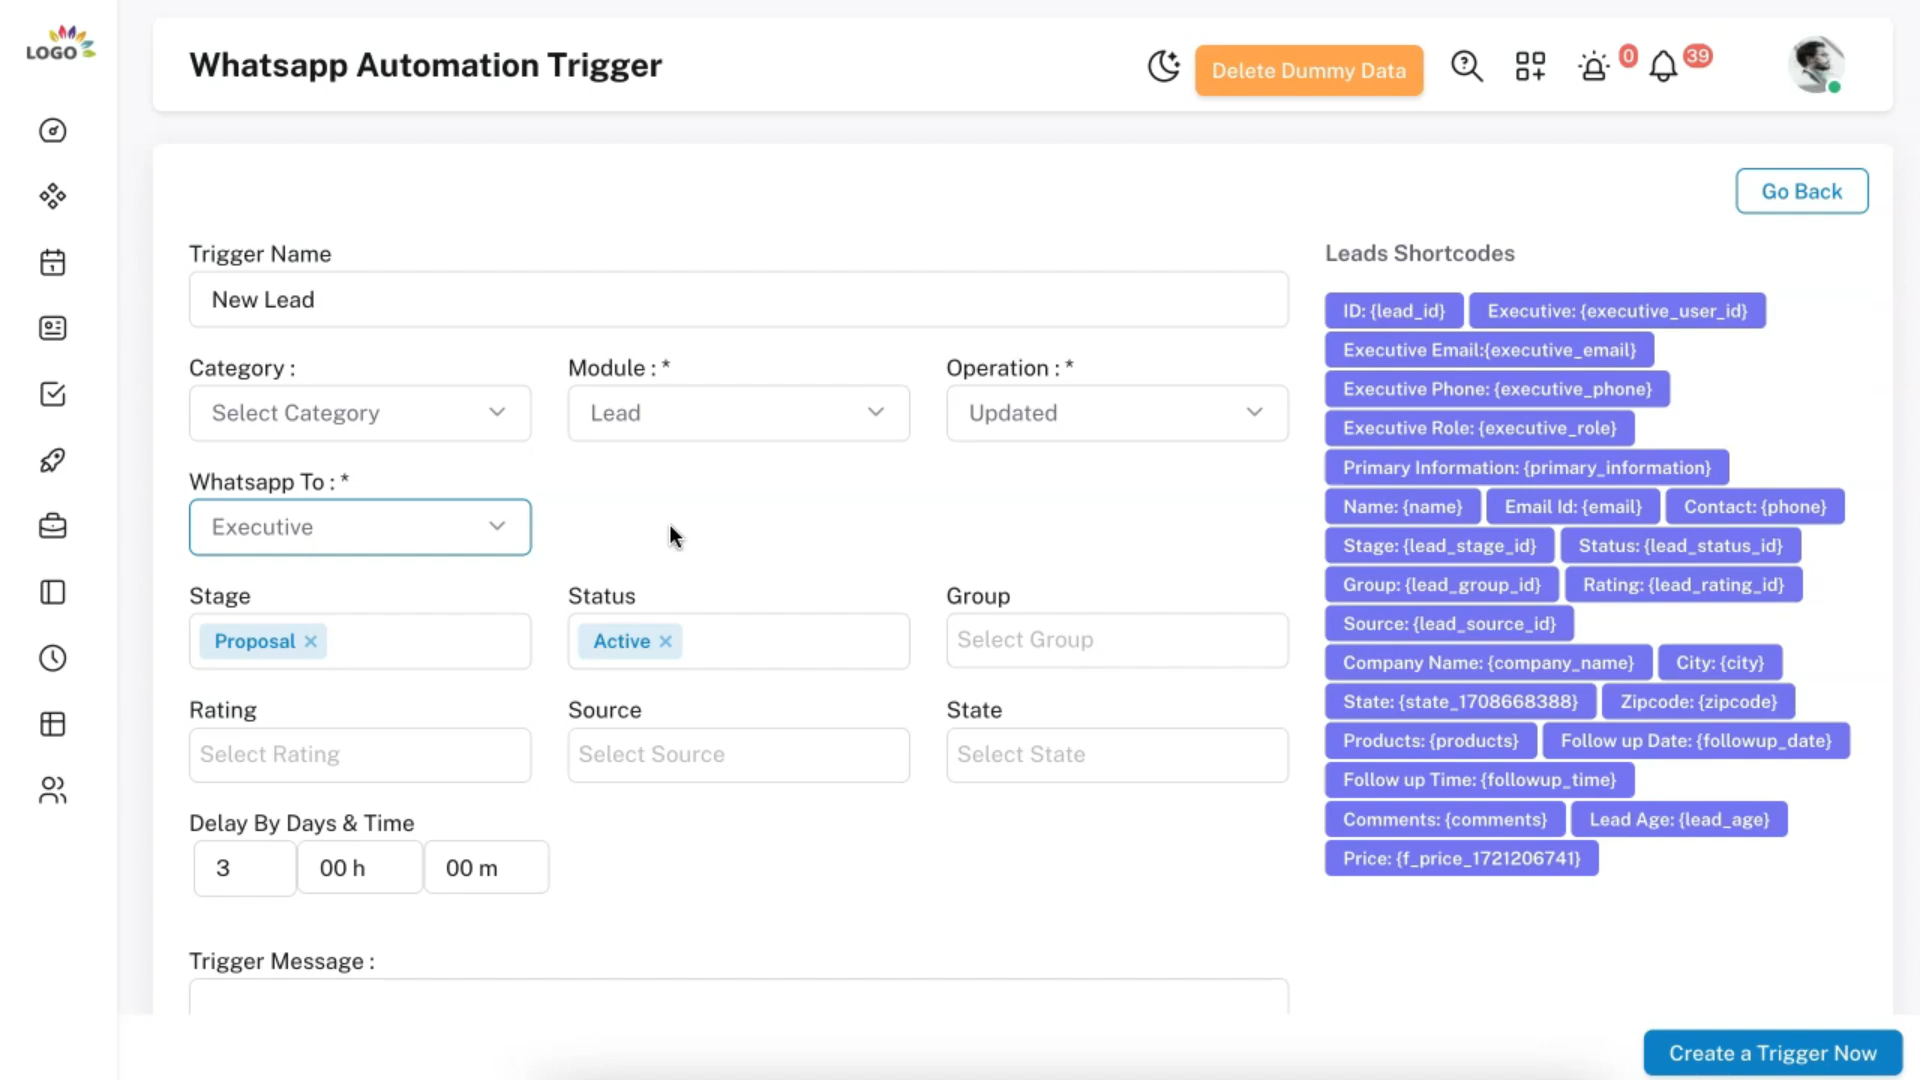 LOGO
Whatsapp Automation Trigger
Delete Dummy Data
0
39
Go Back
Trigger Name
New Lead
Category :
Module : *
Operation : *
Select Category
Lead
Updated
Whatsapp To : *
Executive
Stage
Status
Group
Proposal ×
Active ×
Select Group
Rating
Source
State
Select Rating
Select Source
Select State
Delay By Days & Time
3
00 h
00 m
Trigger Message :
Leads Shortcodes
ID: {lead_id}
Executive: {executive_user_id}
Executive Email:{executive_email}
Executive Phone: {executive_phone}
Executive Role: {executive_role}
Primary Information: {primary_information}
Name: {name}
Email Id: {email}
Contact: {phone}
Stage: {lead_stage_id}
Status: {lead_status_id}
Group: {lead_group_id}
Rating: {lead_rating_id}
Source: {lead_source_id}
Company Name: {company_name}
City: {city}
State: {state_1708668388}
Zipcode: {zipcode}
Products: {products}
Follow up Date: {followup_date}
Follow up Time: {followup_time}
Comments: {comments}
Lead Age: {lead_age}
Price: {f_price_1721206741}
Create a Trigger Now